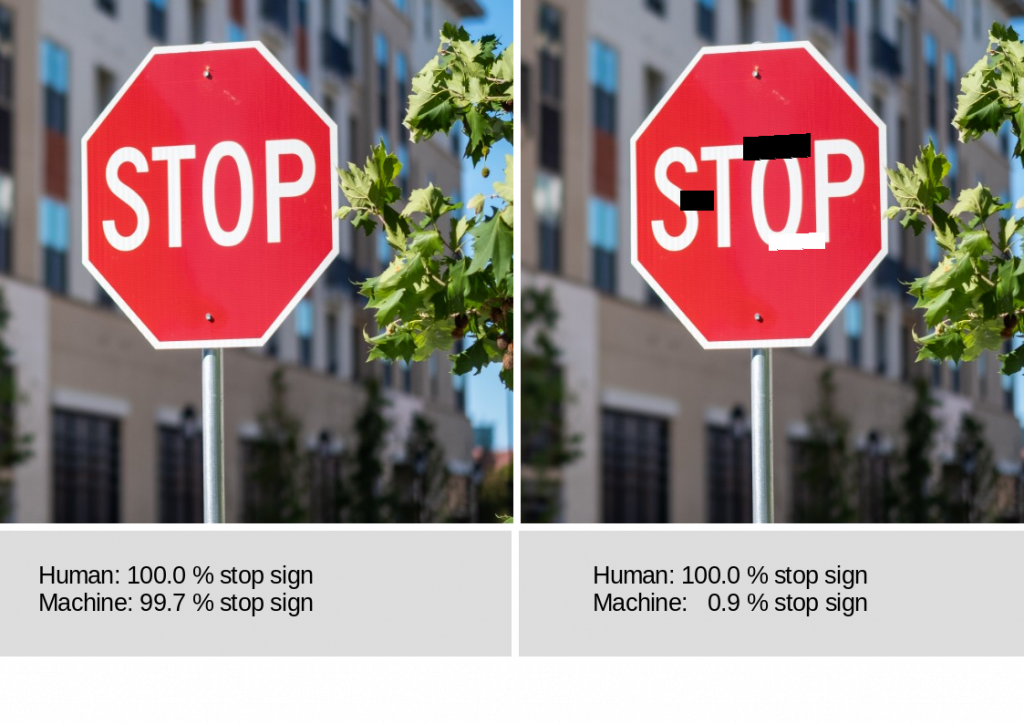 STOP
STOP
Human: 100.0 % stop sign
Machine: 99.7 % stop sign
Human: 100.0 % stop sign
Machine: 0.9 % stop sign